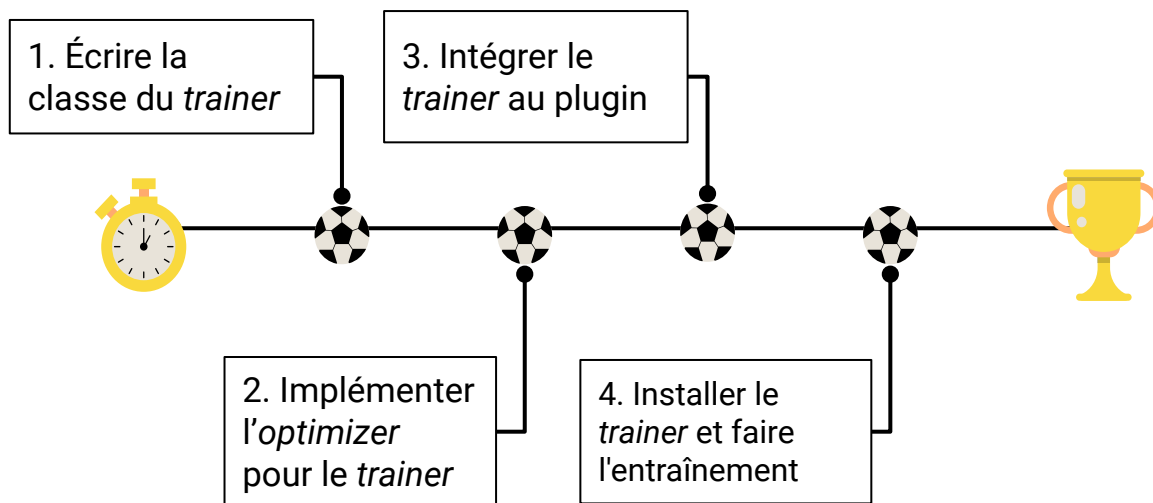 1. Écrire la
classe du trainer
2. Implémenter
l’optimizer
pour le trainer
3. Intégrer le
trainer au plugin
4. Installer le
trainer et faire
l'entraînement